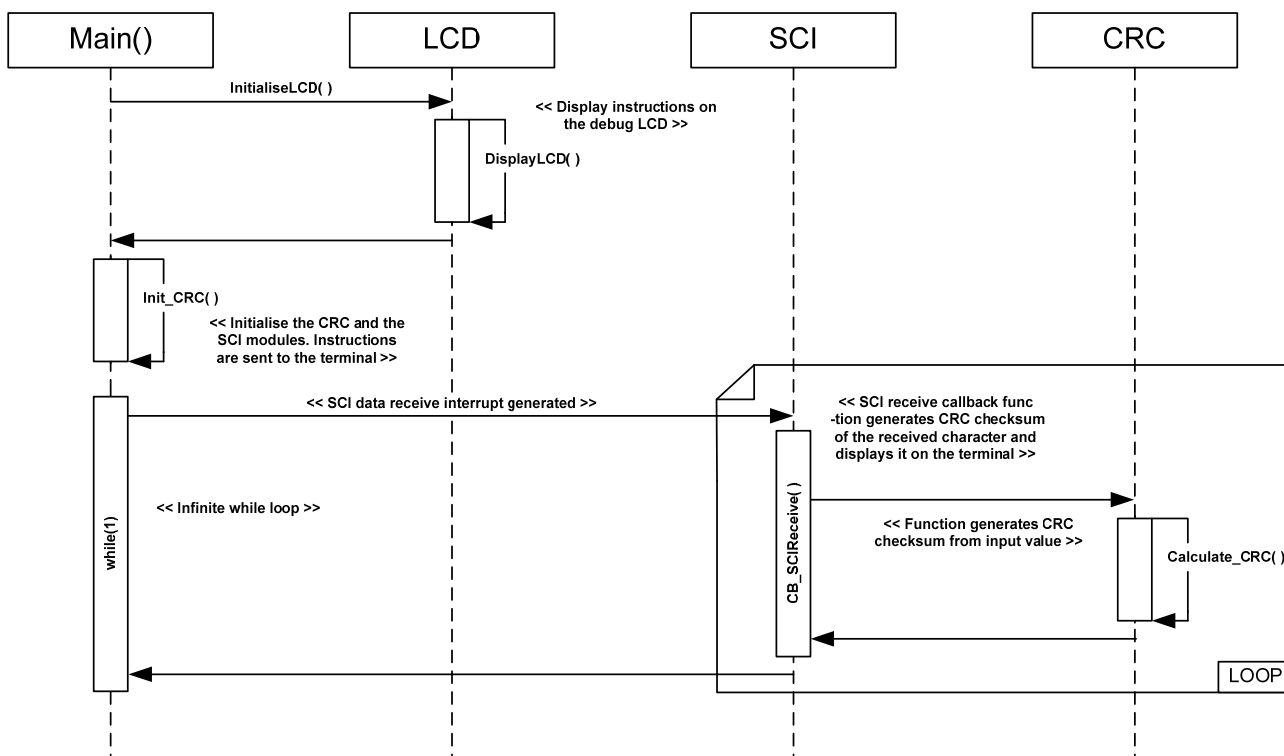 Main()
LCD
SCI
CRC
InitialiseLCD( )
<< Display instructions on
the debug LCD >>
DisplayLCD( )
Init_CRC( )
<< Initialise the CRC and the
SCI modules. Instructions
are sent to the terminal >>
<< SCI data receive interrupt generated >>
<< SCI receive callback func
-tion generates CRC checksum
of the received character and
displays it on the terminal >>
while(1)
<< Infinite while loop >>
CB_SCIReceive( )
<< Function generates CRC
checksum from input value >>
Calculate_CRC( )
LOOP